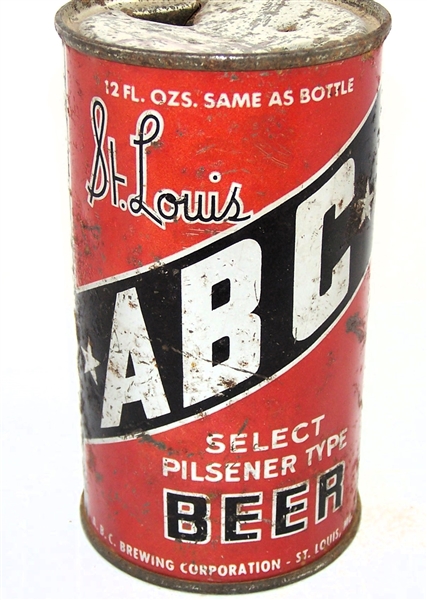 12 FL. OZS. SAME AS BOTTLE
St. Louis
ABC
SELECT
PILSENER TYPE
BEER
B. C. BREWING CORPORATION - ST. LOUIS,